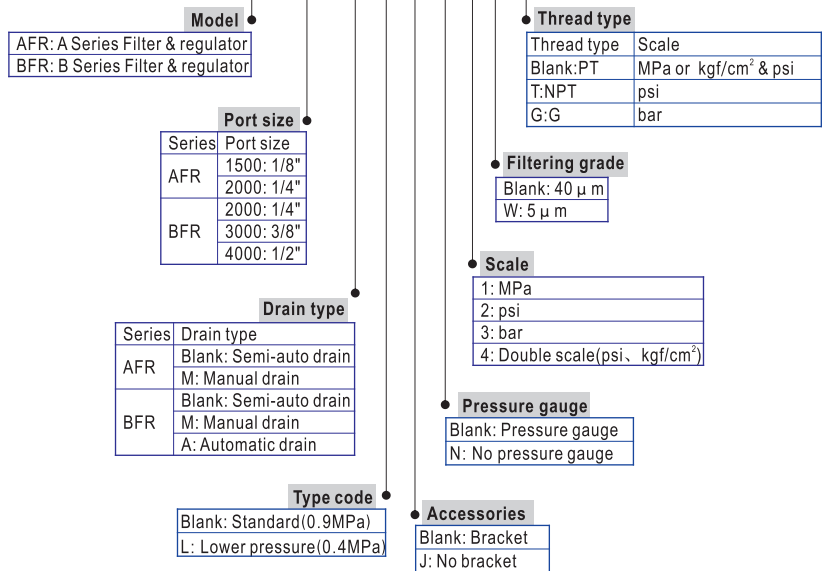 Model
AFR: A Series Filter & regulator
BFR: B Series Filter & regulator
Port size
Series Port size
AFR
1500: 1/8"
2000: 1/4"
BFR
2000: 1/4"
3000: 3/8"
4000: 1/2"
Drain type
Series Drain type
AFR
Blank: Semi-auto drain
M: Manual drain
BFR
Blank: Semi-auto drain
M: Manual drain
A: Automatic drain
Type code
Blank: Standard(0.9MPa)
L: Lower pressure(0.4MPa)
Accessories
Blank: Bracket
J: No bracket
Pressure gauge
Blank: Pressure gauge
N: No pressure gauge
Scale
1: MPa
2: psi
3: bar
4: Double scale(psi、kgf/cm²)
Filtering grade
Blank: 40 μ m
W: 5 μ m
Thread type
Thread type Scale
Blank:PT MPa or kgf/cm² & psi
T:NPT psi
G:G bar